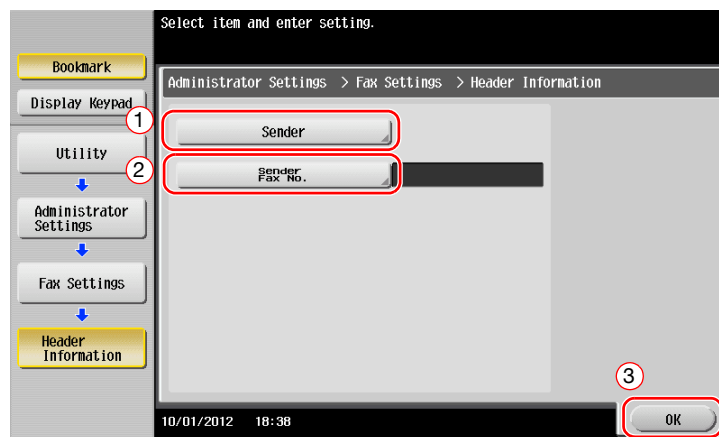 Select item and enter setting.
Bookmark
Display Keypad
Administrator Settings > Fax Settings > Header Information
1
Sender
Utility
2
Sender
Fax No.
Administrator
Settings
Fax Settings
Header
Information
3
10/01/2012 18:38
OK